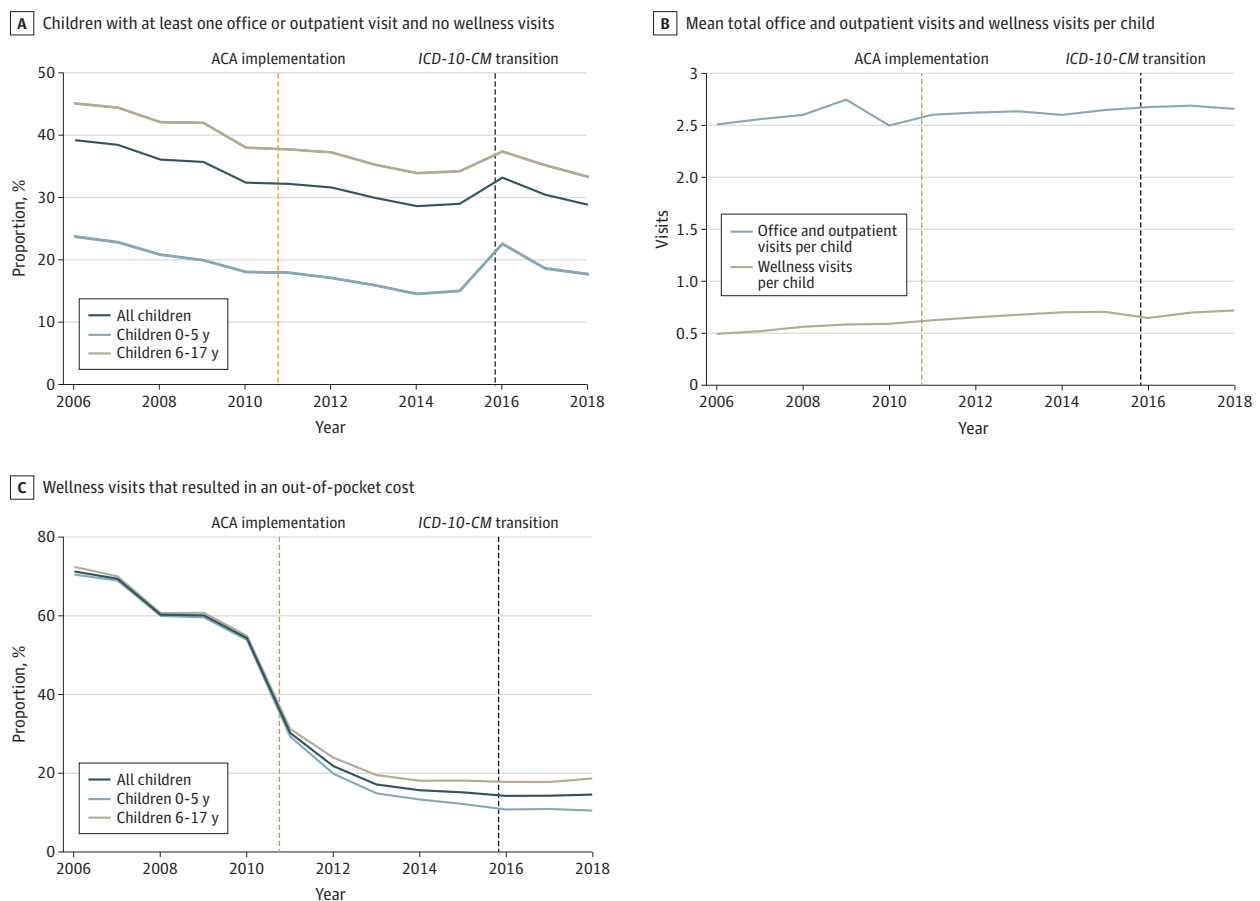 A Children with at least one office or outpatient visit and no wellness visits
ACA implementation
ICD-10-CM transition
50
40
30
20
10
0
Proportion, %
All children
Children 0-5 y
Children 6-17 y
2006 2008 2010 2012 2014 2016 2018
Year
B Mean total office and outpatient visits and wellness visits per child
ACA implementation
ICD-10-CM transition
3
2.5
2.0
1.5
1.0
0.5
0
Visits
Office and outpatient
visits per child
Wellness visits
per child
2006 2008 2010 2012 2014 2016 2018
Year
C Wellness visits that resulted in an out-of-pocket cost
ACA implementation
ICD-10-CM transition
80
60
40
20
0
Proportion, %
All children
Children 0-5 y
Children 6-17 y
2006 2008 2010 2012 2014 2016 2018
Year